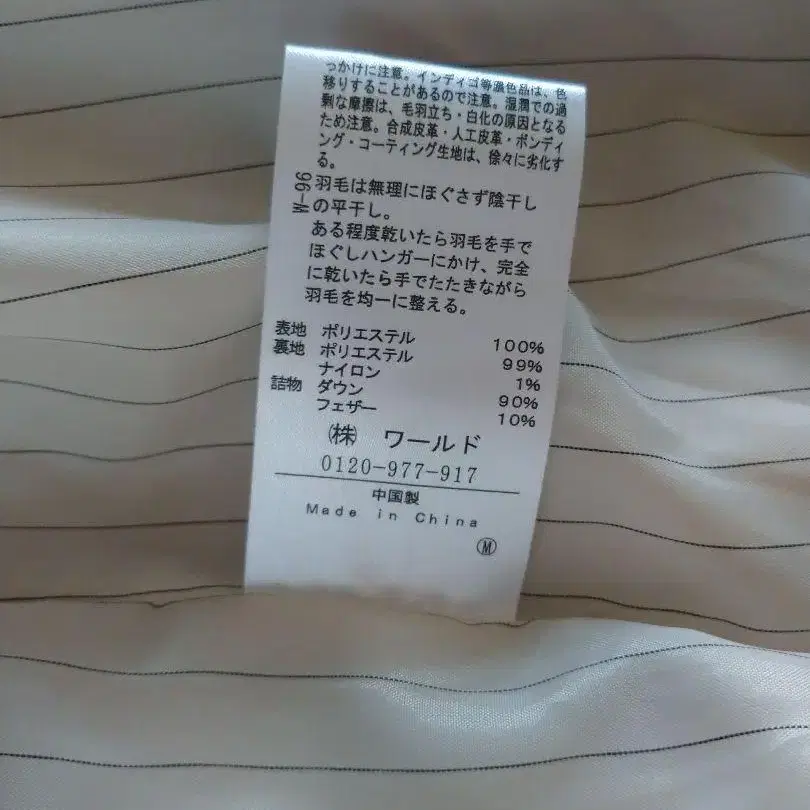 っかけに注意。インディゴ等濃色品は、色
移りすることがあるので注意。湿潤での過
剰な摩擦は、毛羽立ち・白化の原因となる
ため注意。合成皮革・人工皮革・ボンディ
ング・コーティング生地は、徐々に劣化す
る。
W-96
羽毛は無理にほぐさず陰干し
の平干し。
ある程度乾いたら羽毛を手で
ほぐしハンガーにかけ、完全
に乾いたら手でたたきながら
羽毛を均一に整える。
表地 ポリエステル 100%
裏地 ポリエステル 99%
ナイロン 1%
詰物 ダウン 90%
フェザー 10%
㈱ ワールド
0120-977-917
中国製
Made in China
Ⓜ